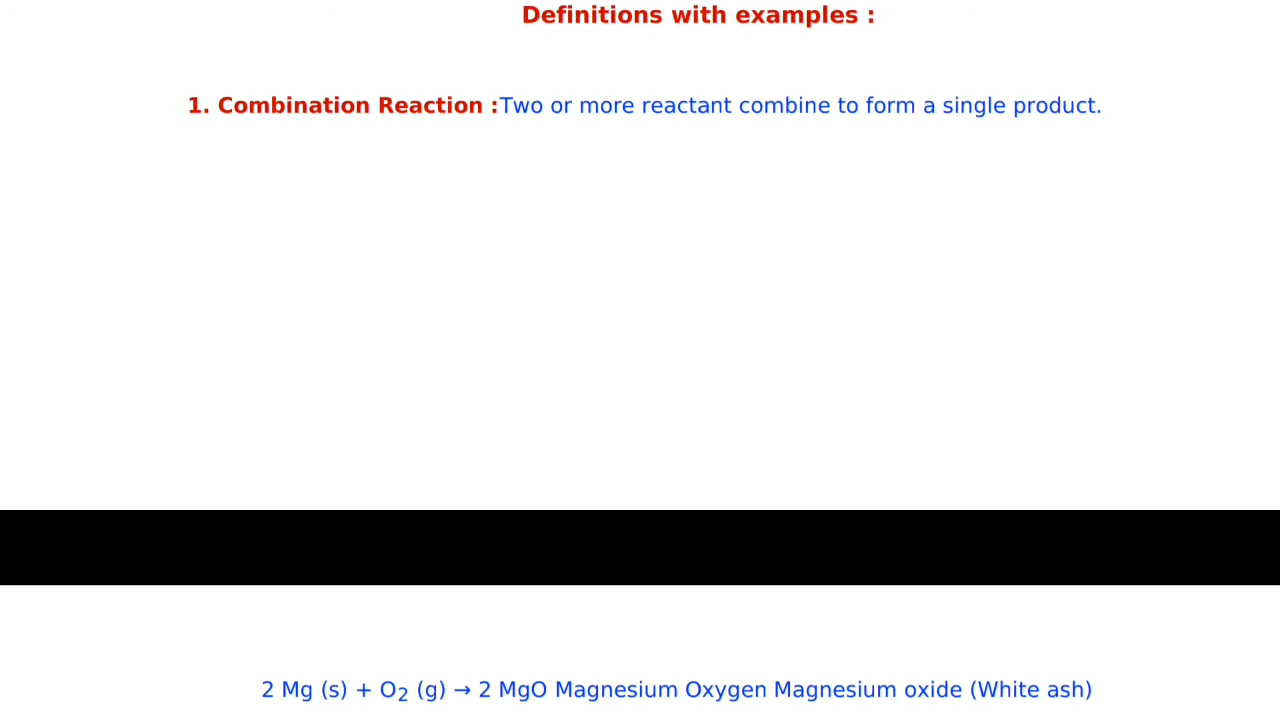 Definitions with examples :
1. Combination Reaction :Two or more reactant combine to form a single product.
2 Mg (s) + O₂ (g) → 2 MgO Magnesium Oxygen Magnesium oxide (White ash)